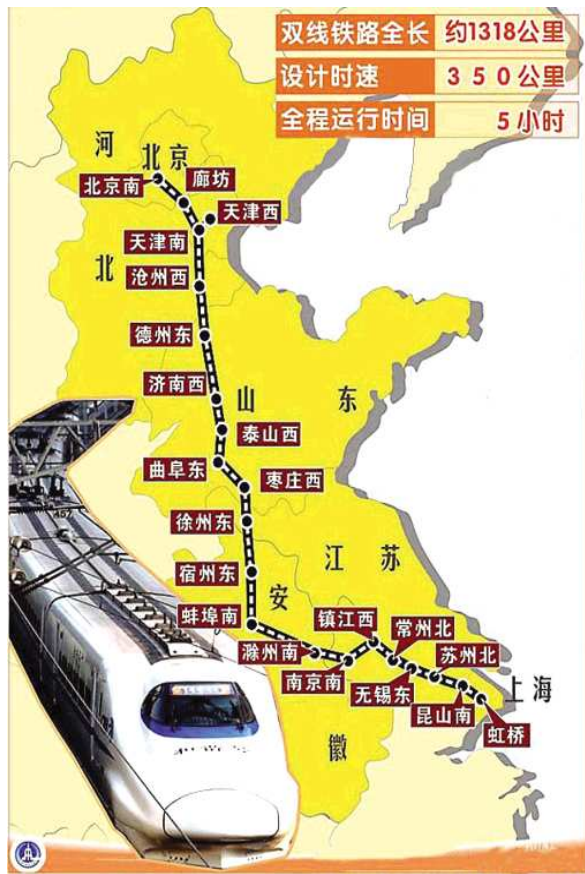 双线铁路全长 约1318公里
设计时速 350公里
全程运行时间 5小时
河
北京
北京南
廊坊
天津西
天津南
北
沧州西
德州东
济南西
山 东
泰山西
曲阜东
枣庄西
徐州东
江 苏
宿州东
安
蚌埠南
镇江西
常州北
滁州南
苏州北
南京南
无锡东
上海
昆山南
虹桥
徽